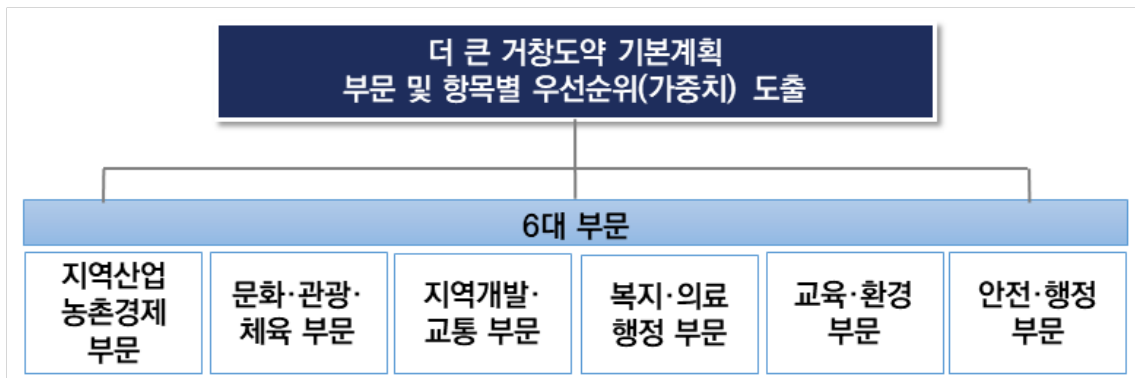 더 큰 거창도약 기본계획
부문 및 항목별 우선순위(가중치) 도출
6대 부문
지역산업
농촌경제
부문
문화·관광·
체육 부문
지역개발·
교통 부문
복지·의료
행정 부문
교육·환경
부문
안전·행정
부문